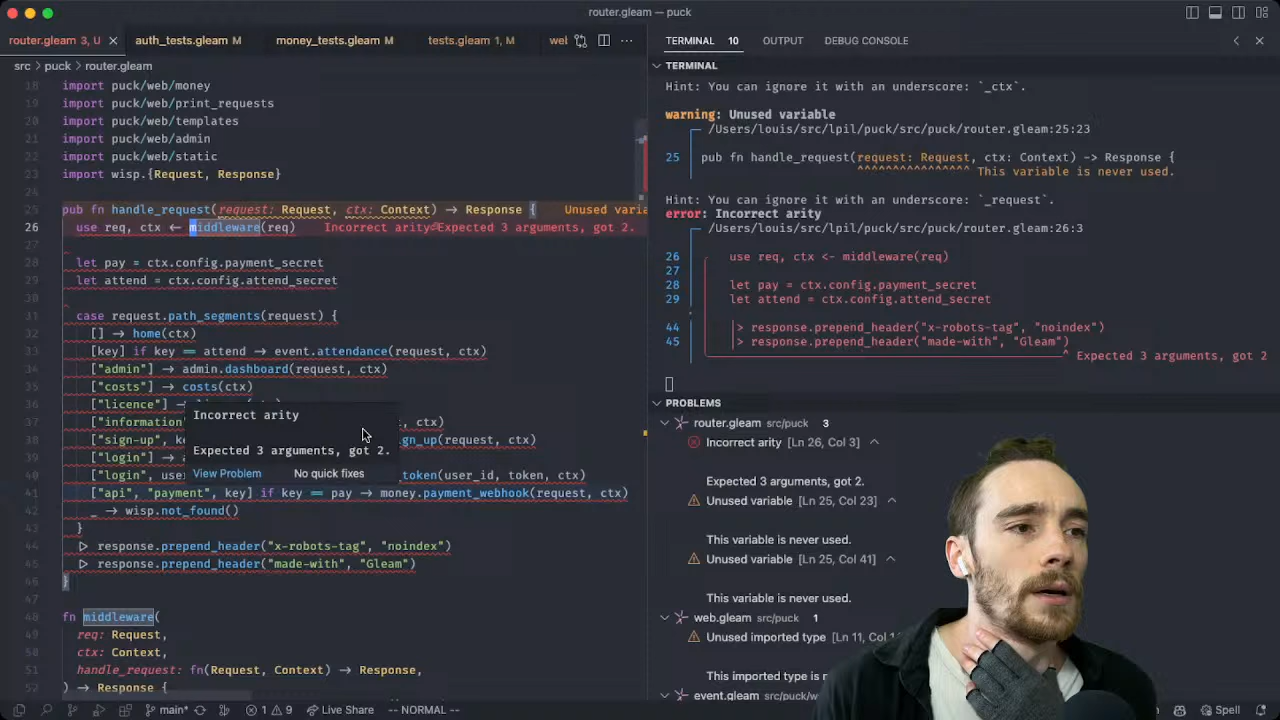 router.gleam — puck
router.gleam 3, U
auth_tests.gleam M
money_tests.gleam M
tests.gleam 1, M
wel
src > puck > router.gleam
18 import puck/web/money
19 import puck/web/print_requests
20 import puck/web/templates
21 import puck/web/admin
22 import puck/web/static
23 import wisp.{Request, Response}
24
25 pub fn handle_request(request: Request, ctx: Context) -> Response { Unused varia
26 use req, ctx <- middleware(req) Incorrect arity⏎Expected 3 arguments, got 2.
28 let pay = ctx.config.payment_secret
29 let attend = ctx.config.attend_secret
30
31 case request.path_segments(request) {
32 [] -> home(ctx)
33 [key] if key == attend -> event.attendance(request, ctx)
34 ["admin"] -> admin.dashboard(request, ctx)
35 ["costs"] -> costs(ctx)
36 ["licence"]
37 ["information" , ctx)
38 ["sign-up", ke gn_up(request, ctx)
39 ["login"] ->
40 ["login", user _token(user_id, token, ctx)
41 ["api", "payment", key] if key == pay -> money.payment_webhook(request, ctx)
42 _ -> wisp.not_found()
43 }
44 |> response.prepend_header("x-robots-tag", "noindex")
45 |> response.prepend_header("made-with", "Gleam")
46 }
47
48 fn middleware(
49 req: Request,
50 ctx: Context,
51 handle_request: fn(Request, Context) -> Response,
52 ) -> Response {
Incorrect arity
Expected 3 arguments, got 2.
View Problem No quick fixes
TERMINAL 10 OUTPUT DEBUG CONSOLE
TERMINAL
Hint: You can ignore it with an underscore: `_ctx`.
warning: Unused variable
/Users/louis/src/lpil/puck/src/puck/router.gleam:25:23
25 pub fn handle_request(request: Request, ctx: Context) -> Response {
^^^^^^^^^^^^^^^^ This variable is never used.
Hint: You can ignore it with an underscore: `_request`.
error: Incorrect arity
/Users/louis/src/lpil/puck/src/puck/router.gleam:26:3
26 use req, ctx <- middleware(req)
27
28 let pay = ctx.config.payment_secret
29 let attend = ctx.config.attend_secret
44 |> response.prepend_header("x-robots-tag", "noindex")
45 |> response.prepend_header("made-with", "Gleam")
^ Expected 3 arguments, got 2
PROBLEMS
router.gleam src/puck 3
Incorrect arity [Ln 26, Col 3]
Expected 3 arguments, got 2.
Unused variable [Ln 25, Col 23]
This variable is never used.
Unused variable [Ln 25, Col 41]
This variable is never used.
web.gleam src/puck 1
Unused imported type [Ln 11, Col 1
This imported type is n
event.gleam src/puck/we
main* 1 9 Live Share -- NORMAL -- Spell